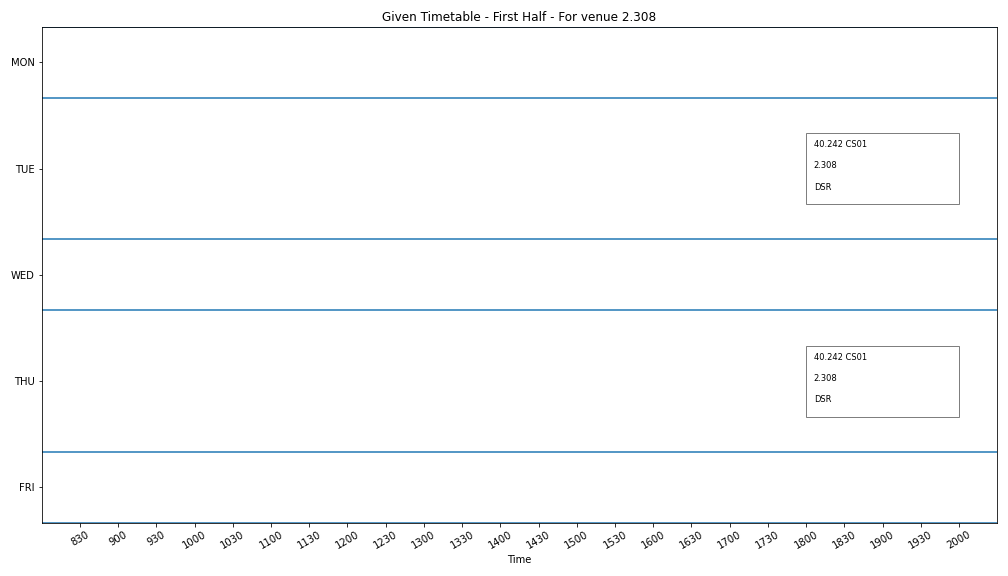 Given Timetable - First Half - For venue 2.308
MON
TUE
40.242 CS01
2.308
DSR
WED
THU
40.242 CS01
2.308
DSR
FRI
830 900 930 1000 1030 1100 1130 1200 1230 1300 1330 1400 1430 1500 1530 1600 1630 1700 1730 1800 1830 1900 1930 2000
Time